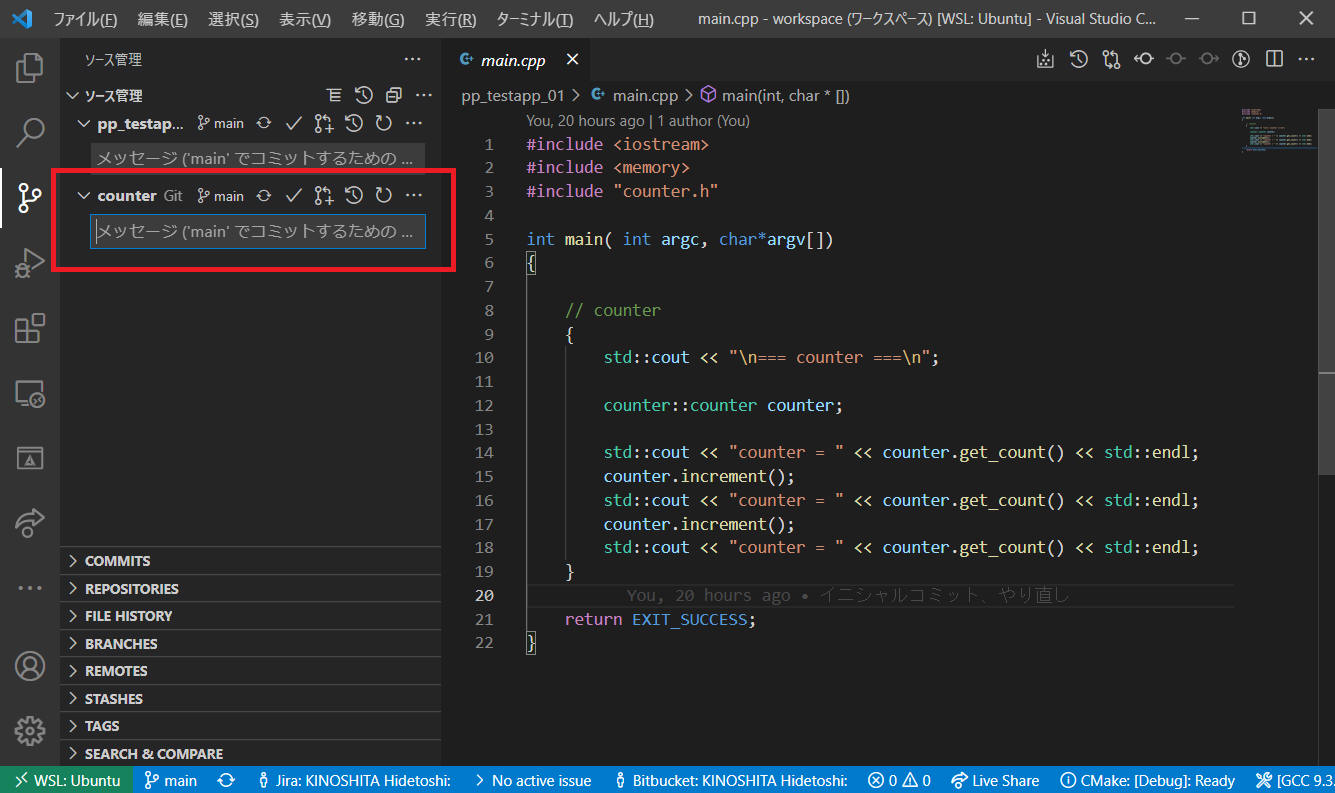 ファイル(F) 編集(E) 選択(S) 表示(V) 移動(G) 実行(R) ターミナル(T) ヘルプ(H) main.cpp - workspace (ワークスペース) [WSL: Ubuntu] - Visual Studio C...
ソース管理
ソース管理
pp_testap... main
メッセージ ('main' でコミットするための ...
counter Git main
メッセージ ('main' でコミットするための ...
COMMITS
REPOSITORIES
FILE HISTORY
BRANCHES
REMOTES
STASHES
TAGS
SEARCH & COMPARE
main.cpp
pp_testapp_01 > main.cpp > main(int, char * [])
You, 20 hours ago | 1 author (You)
1 #include <iostream>
2 #include <memory>
3 #include "counter.h"
4
5 int main( int argc, char*argv[])
6 {
7
8 // counter
9 {
10 std::cout << "\n=== counter ===\n";
11
12 counter::counter counter;
13
14 std::cout << "counter = " << counter.get_count() << std::endl;
15 counter.increment();
16 std::cout << "counter = " << counter.get_count() << std::endl;
17 counter.increment();
18 std::cout << "counter = " << counter.get_count() << std::endl;
19 }
20 You, 20 hours ago • イニシャルコミット、やり直し
21 return EXIT_SUCCESS;
22 }
WSL: Ubuntu main Jira: KINOSHITA Hidetoshi: No active issue Bitbucket: KINOSHITA Hidetoshi: 0 0 Live Share CMake: [Debug]: Ready [GCC 9.3